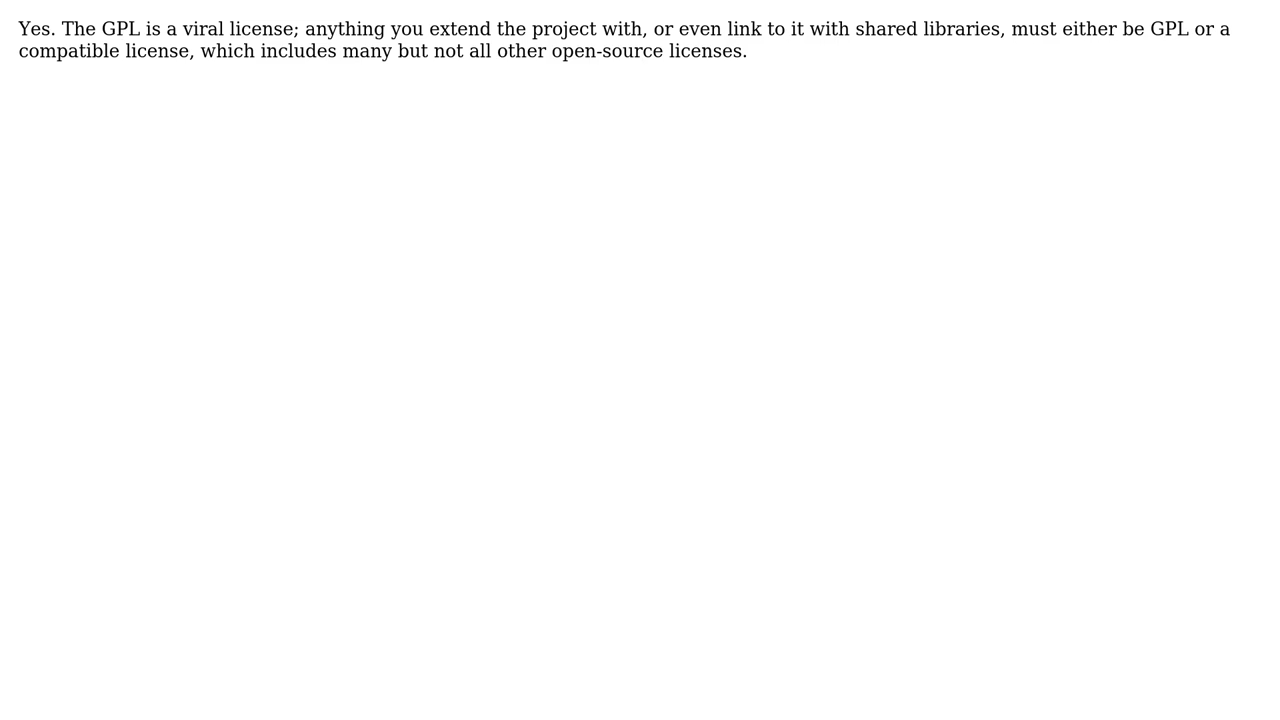 Yes. The GPL is a viral license; anything you extend the project with, or even link to it with shared libraries, must either be GPL or a
compatible license, which includes many but not all other open-source licenses.